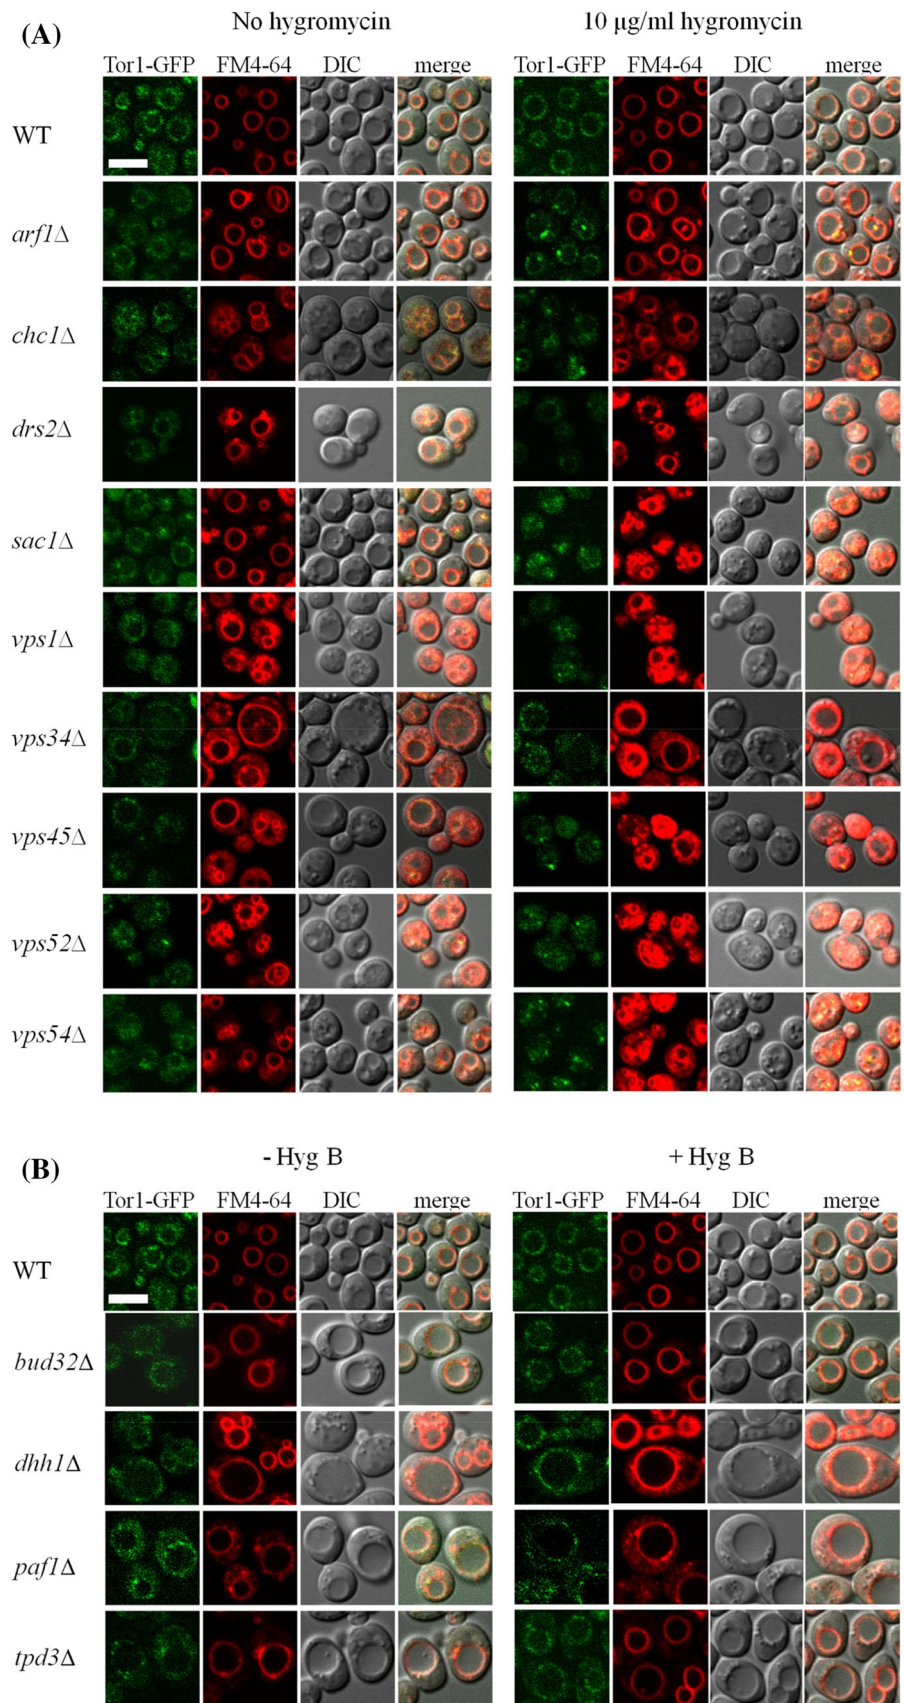 (A)
No hygromycin 10 µg/ml hygromycin
Tor1-GFP FM4-64 DIC merge Tor1-GFP FM4-64 DIC merge
WT
arf1Δ
chc1Δ
drs2Δ
sac1Δ
vps1Δ
vps34Δ
vps45Δ
vps52Δ
vps54Δ
(B)
- Hyg B + Hyg B
Tor1-GFP FM4-64 DIC merge Tor1-GFP FM4-64 DIC merge
WT
bud32Δ
dhh1Δ
paf1Δ
tpd3Δ